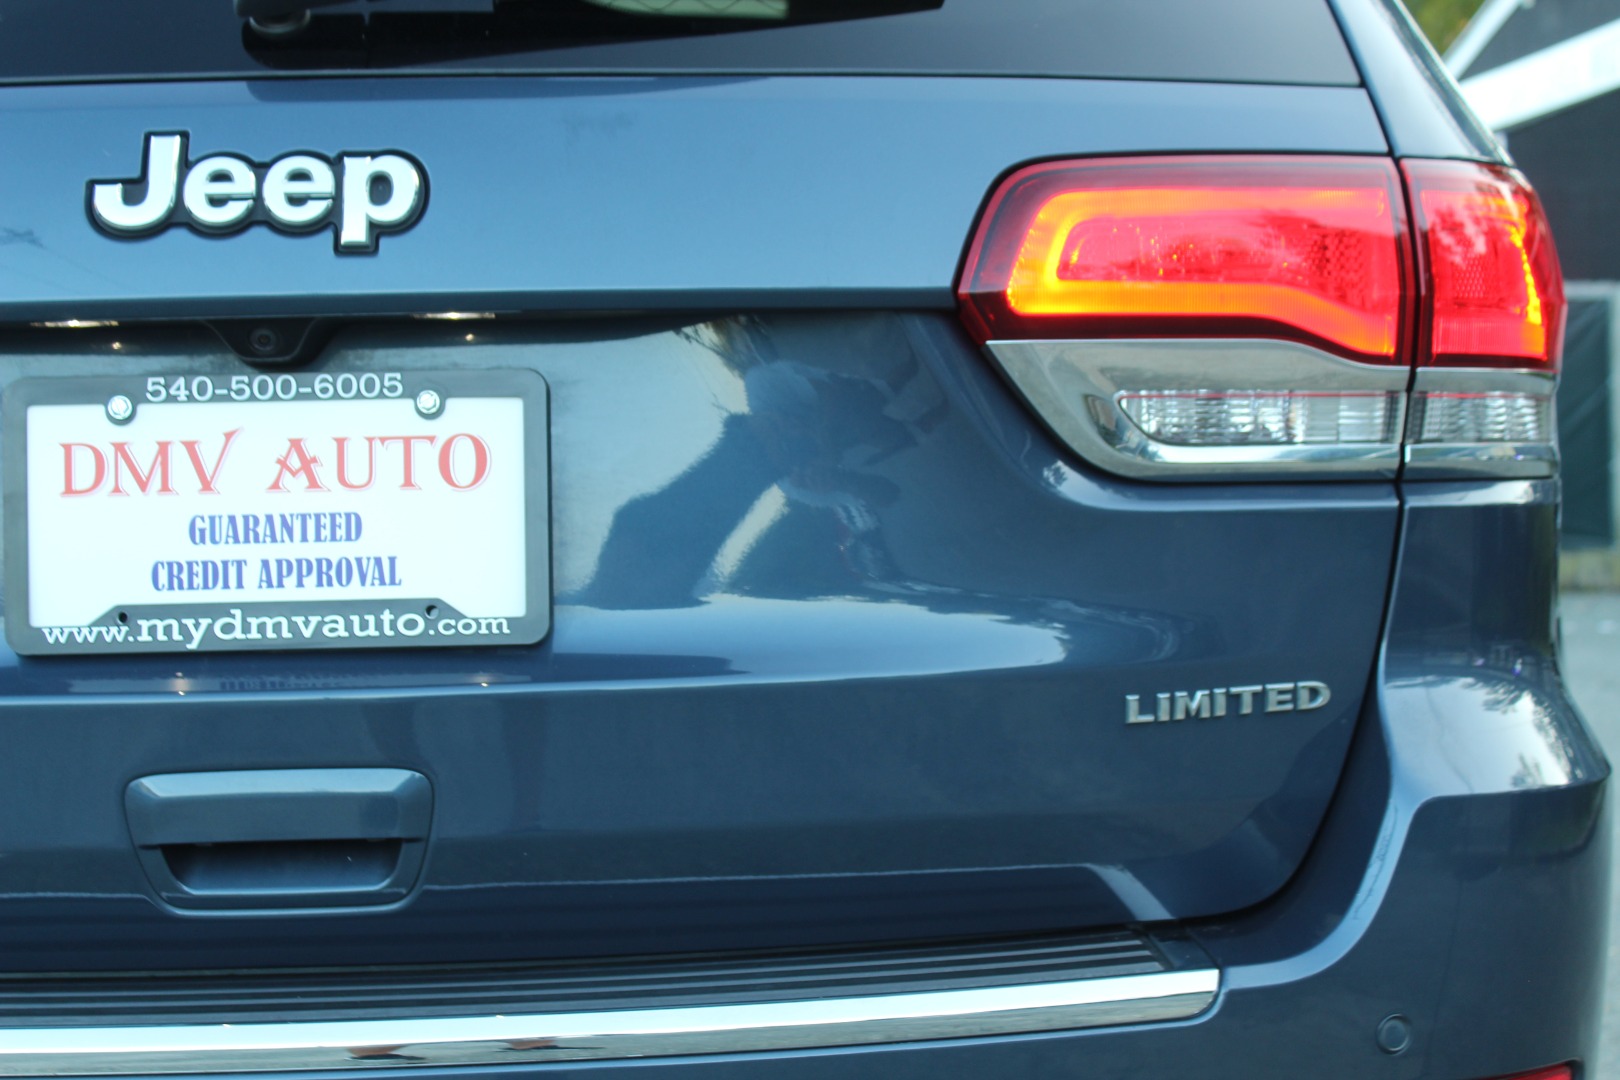 Jeep
540-500-6005
DMV AUTO
GUARANTEED
CREDIT APPROVAL
www.mydmvauto.com
LIMITED